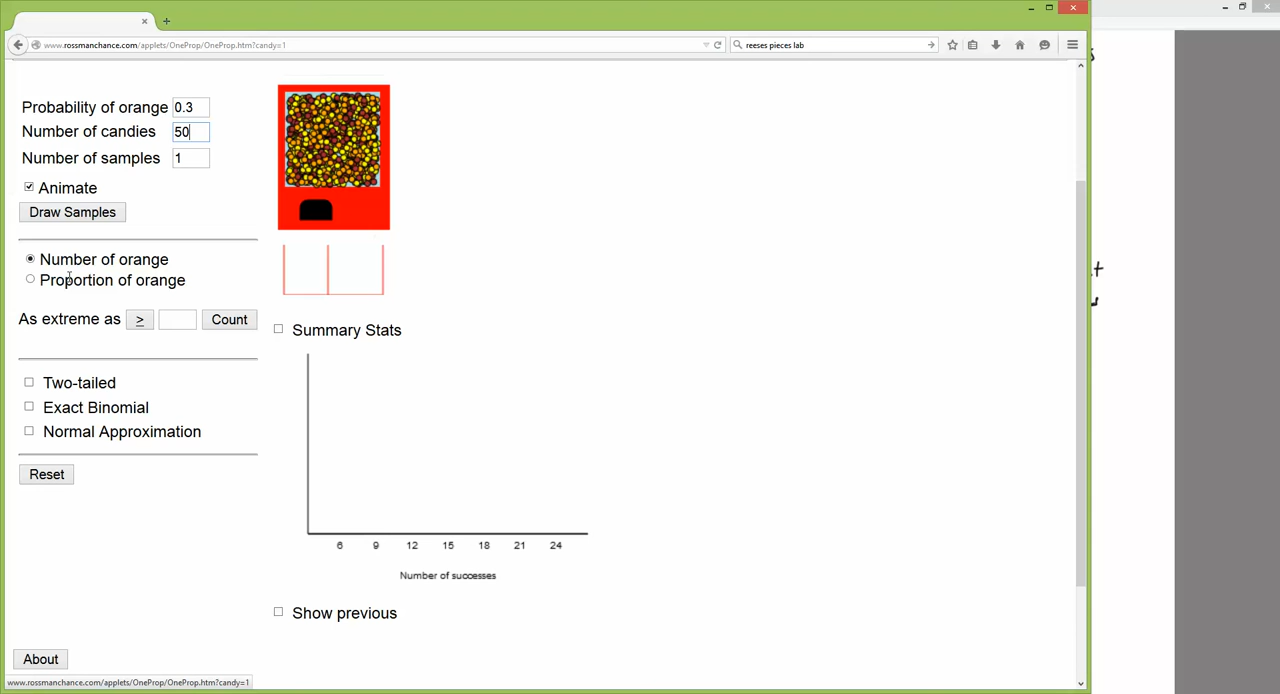 www.rossmanchance.com/applets/OneProp/OneProp.htm?candy=1
reeses pieces lab
Probability of orange 0.3
Number of candies 50
Number of samples 1
Animate
Draw Samples
Number of orange
Proportion of orange
As extreme as ≥ Count
Summary Stats
Two-tailed
Exact Binomial
Normal Approximation
Reset
6 9 12 15 18 21 24
Number of successes
Show previous
About
www.rossmanchance.com/applets/OneProp/OneProp.htm?candy=1